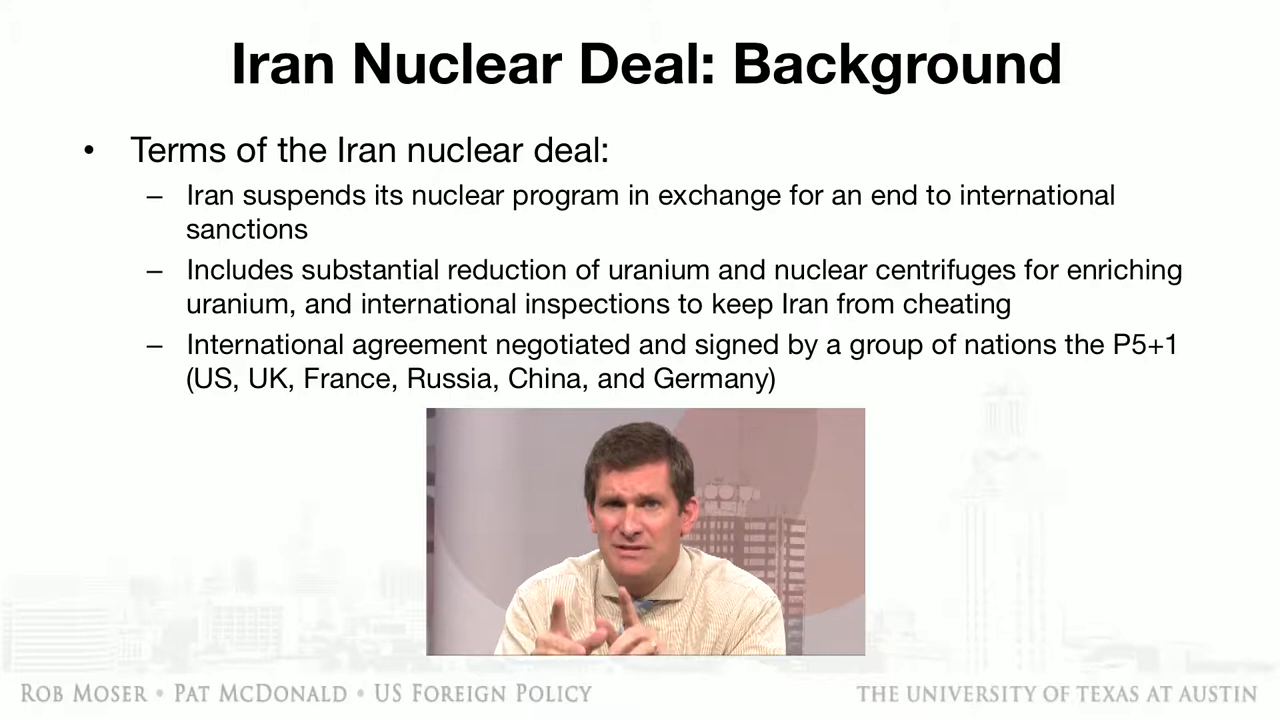 Iran Nuclear Deal: Background
• Terms of the Iran nuclear deal:
– Iran suspends its nuclear program in exchange for an end to international
sanctions
– Includes substantial reduction of uranium and nuclear centrifuges for enriching
uranium, and international inspections to keep Iran from cheating
– International agreement negotiated and signed by a group of nations the P5+1
(US, UK, France, Russia, China, and Germany)
ROB MOSER • PAT MCDONALD • US FOREIGN POLICY
THE UNIVERSITY OF TEXAS AT AUSTIN